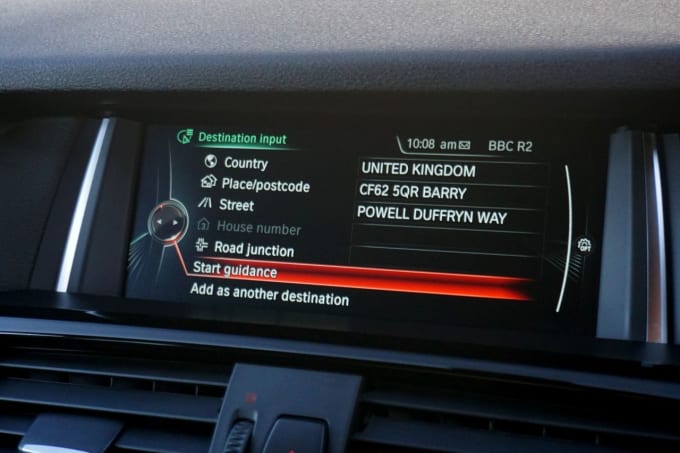 Destination input
10:08 am BBC R2
Country
UNITED KINGDOM
Place/postcode
CF62 5QR BARRY
Street
POWELL DUFFRYN WAY
House number
Road junction
Start guidance
Add as another destination